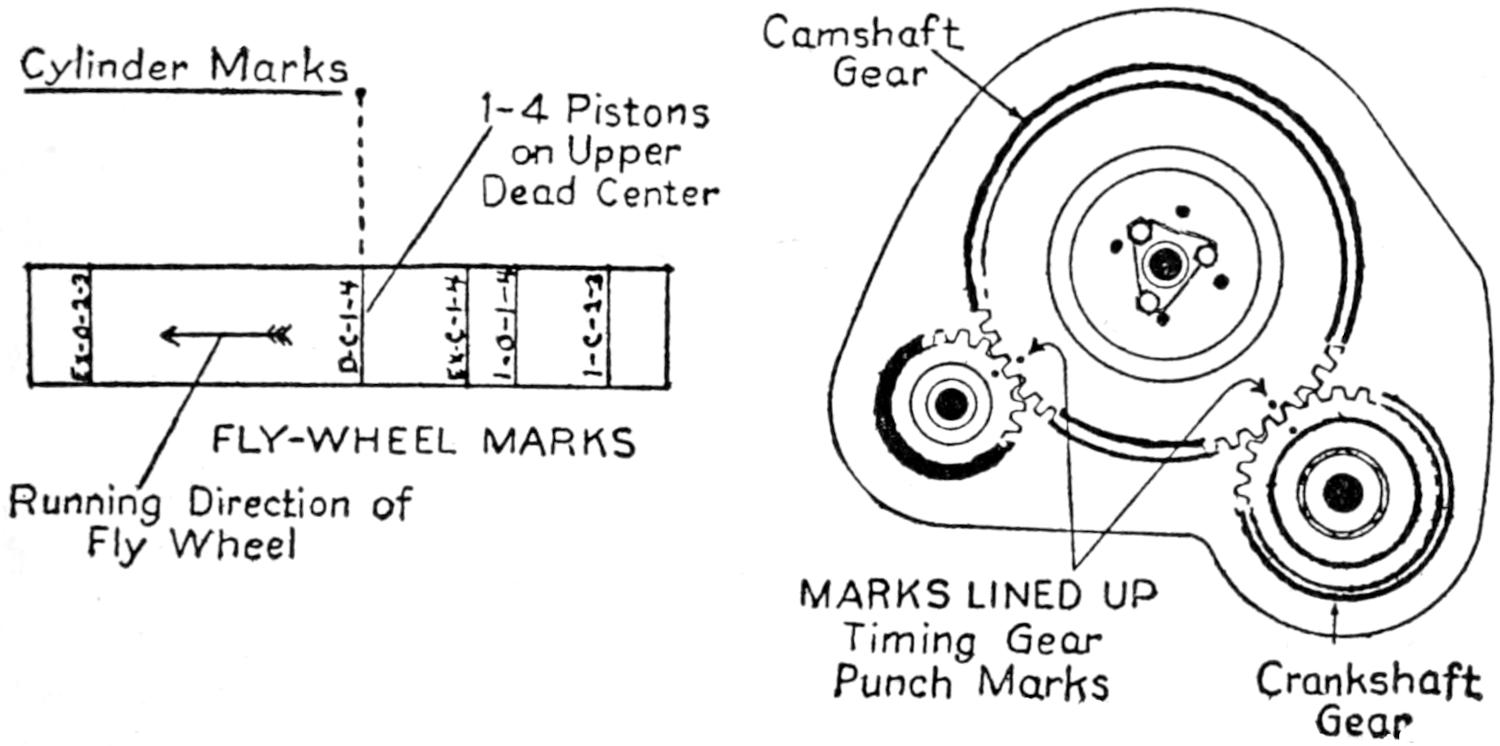 Cylinder Marks
1-4 Pistons
on Upper
Dead Center
Ex-O-2-3
D-C-1-4
Ex-C-1-4
I-O-1-4
I-C-2-3
FLY-WHEEL MARKS
Running Direction of
Fly Wheel
Camshaft
Gear
MARKS LINED UP
Timing Gear
Punch Marks
Crankshaft
Gear